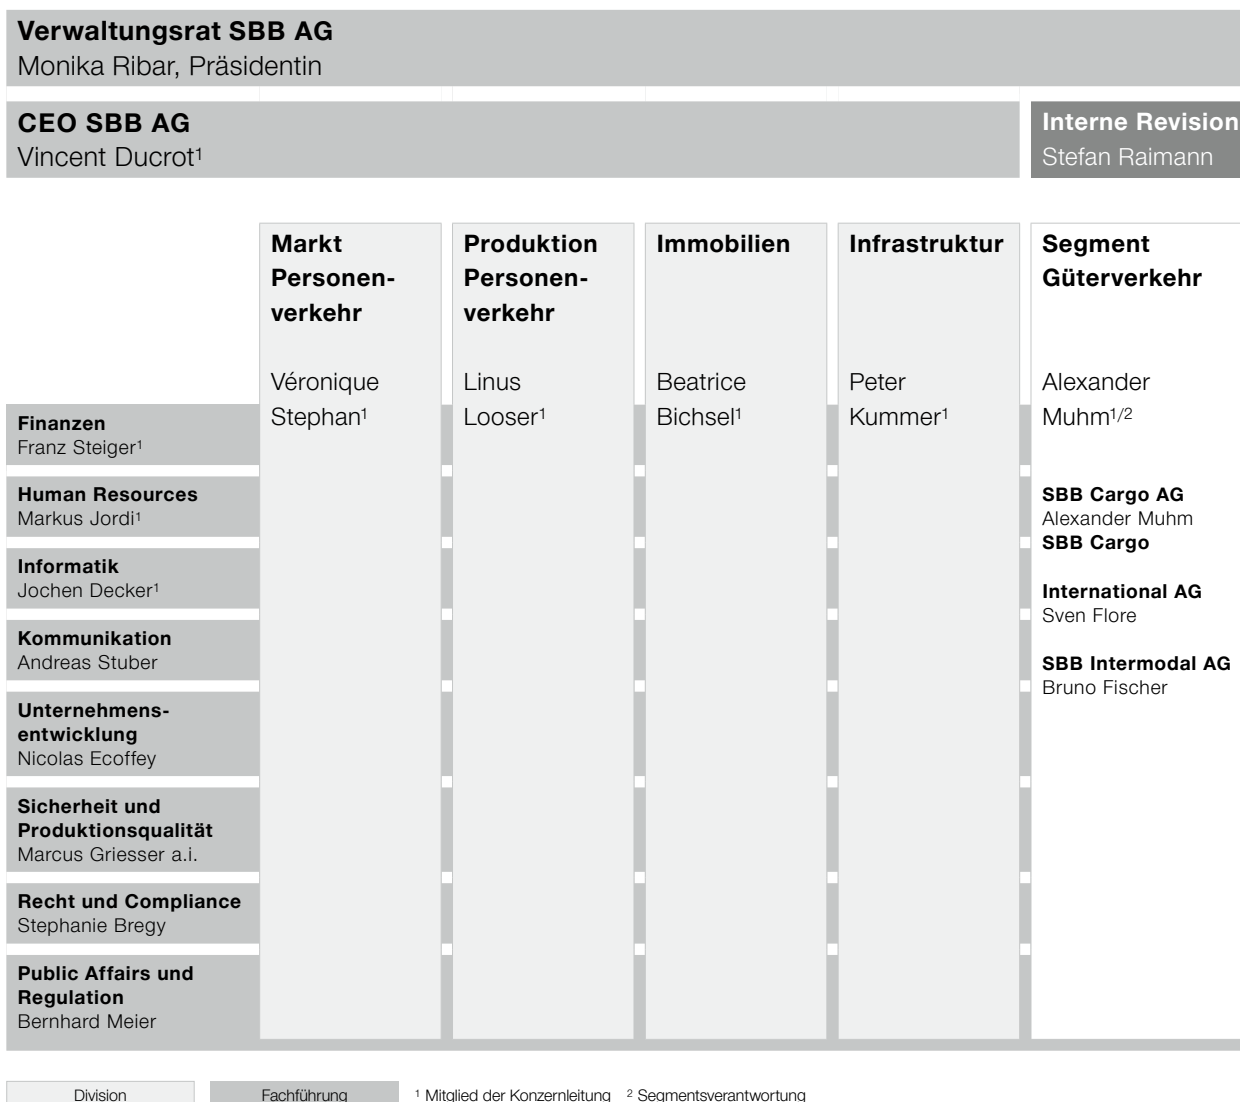 Verwaltungsrat SBB AG
Monika Ribar, Präsidentin
CEO SBB AG
Vincent Ducrot¹
Interne Revision
Stefan Raimann
Markt
Personen-
verkehr
Véronique
Stephan¹
Produktion
Personen-
verkehr
Linus
Looser¹
Immobilien
Beatrice
Bichsel¹
Infrastruktur
Peter
Kummer¹
Segment
Güterverkehr
Alexander
Muhm¹/²
SBB Cargo AG
Alexander Muhm
SBB Cargo
International AG
Sven Flore
SBB Intermodal AG
Bruno Fischer
Finanzen
Franz Steiger¹
Human Resources
Markus Jordi¹
Informatik
Jochen Decker¹
Kommunikation
Andreas Stuber
Unternehmens-
entwicklung
Nicolas Ecoffey
Sicherheit und
Produktionsqualität
Marcus Griesser a.i.
Recht und Compliance
Stephanie Bregy
Public Affairs und
Regulation
Bernhard Meier
Division
Fachführung
¹ Mitglied der Konzernleitung ² Segmentsverantwortung